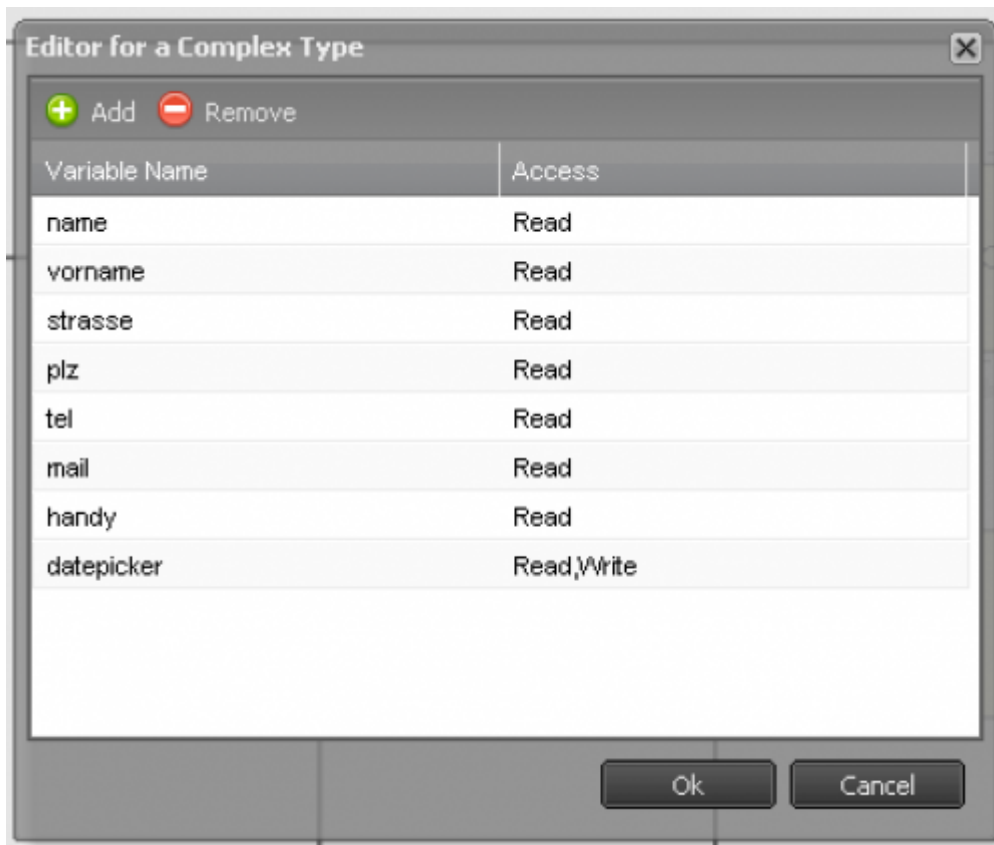 Editor for a Complex Type
Add Remove
Variable Name Access
name Read
vorname Read
strasse Read
plz Read
tel Read
mail Read
handy Read
datepicker Read,Write
Ok Cancel